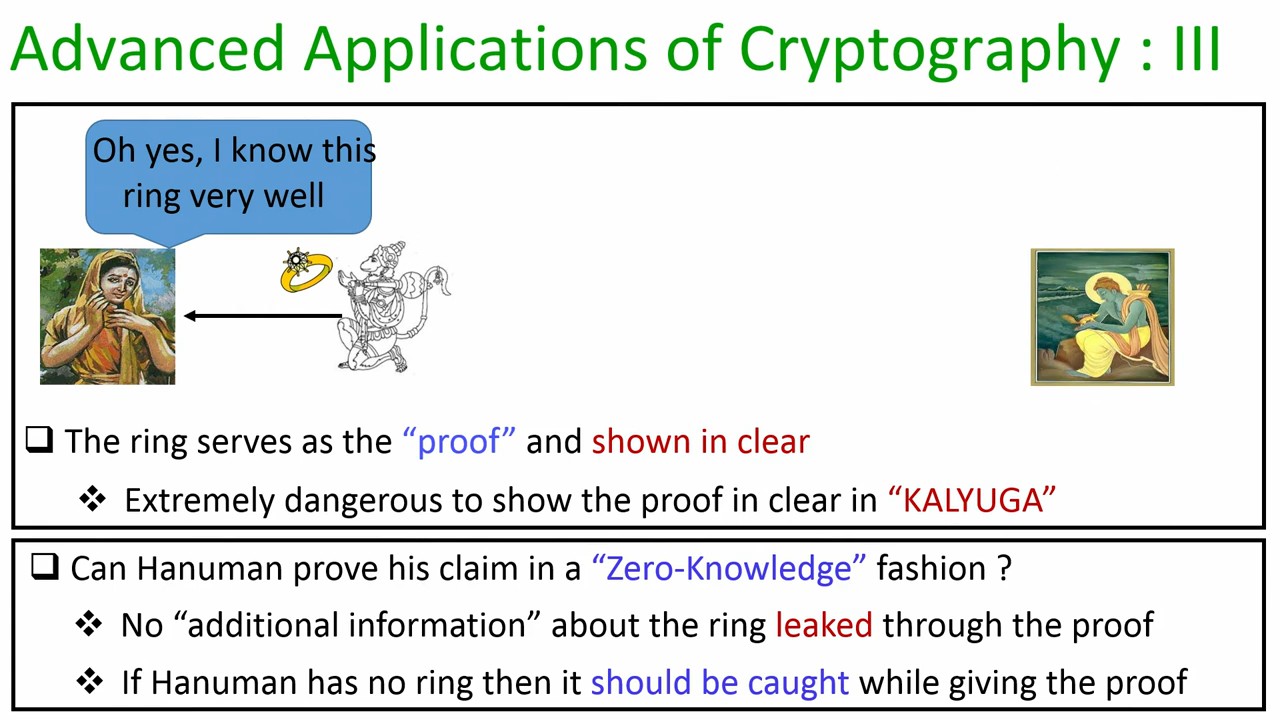 Advanced Applications of Cryptography : III
Oh yes, I know this
ring very well
❑ The ring serves as the “proof” and shown in clear
❖ Extremely dangerous to show the proof in clear in “KALYUGA”
❑ Can Hanuman prove his claim in a “Zero-Knowledge” fashion ?
❖ No “additional information” about the ring leaked through the proof
❖ If Hanuman has no ring then it should be caught while giving the proof